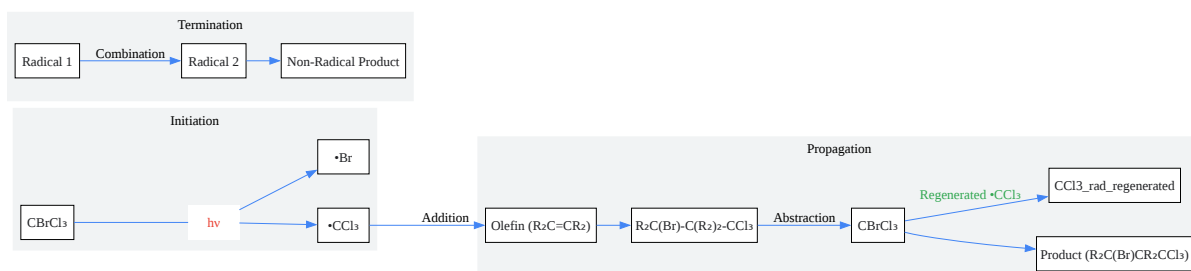 Termination
Radical 1
Combination
Radical 2
Non-Radical Product
Initiation
CBrCl₃
hν
•Br
•CCl₃
Addition
Propagation
Olefin (R₂C=CR₂)
R₂C(Br)-C(R₂)₂-CCl₃
Abstraction
CBrCl₃
Regenerated •CCl₃
CCl3_rad_regenerated
Product (R₂C(Br)CR₂CCl₃)